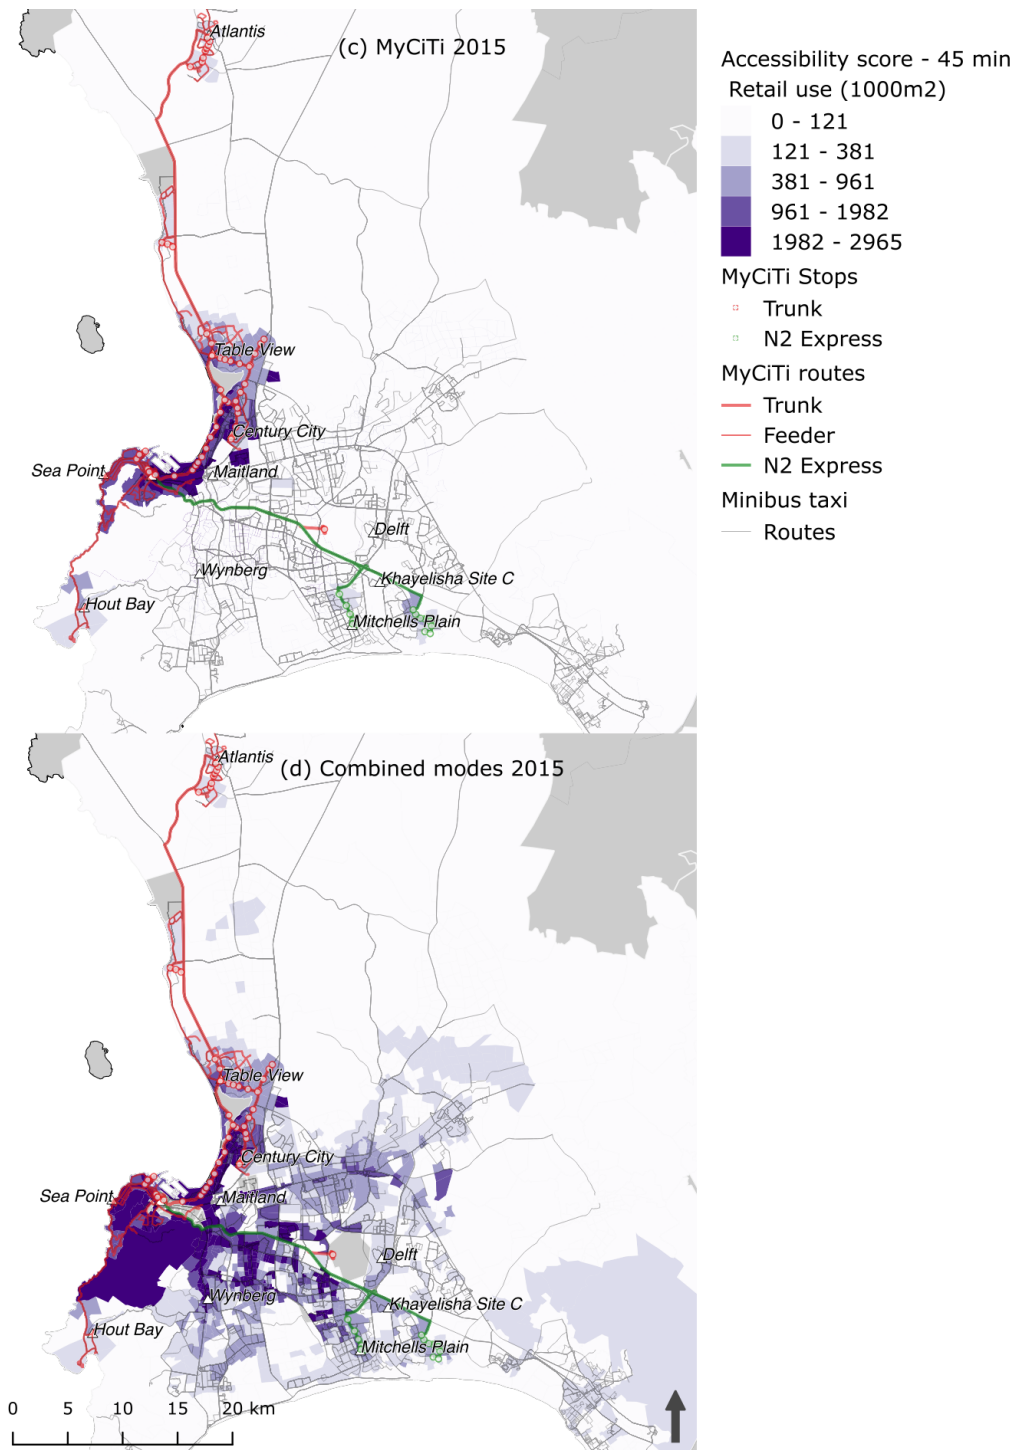 Atlantis
(c) MyCiTi 2015
Table View
Century City
Sea Point
Maitland
Delft
Wynberg
Khayelisha Site C
Hout Bay
Mitchells Plain
Accessibility score - 45 min
Retail use (1000m2)
0 - 121
121 - 381
381 - 961
961 - 1982
1982 - 2965
MyCiTi Stops
Trunk
N2 Express
MyCiTi routes
Trunk
Feeder
N2 Express
Minibus taxi
Routes
Atlantis
(d) Combined modes 2015
Table View
Century City
Sea Point
Maitland
Delft
Wynberg
Khayelisha Site C
Hout Bay
Mitchells Plain
0 5 10 15 20 km